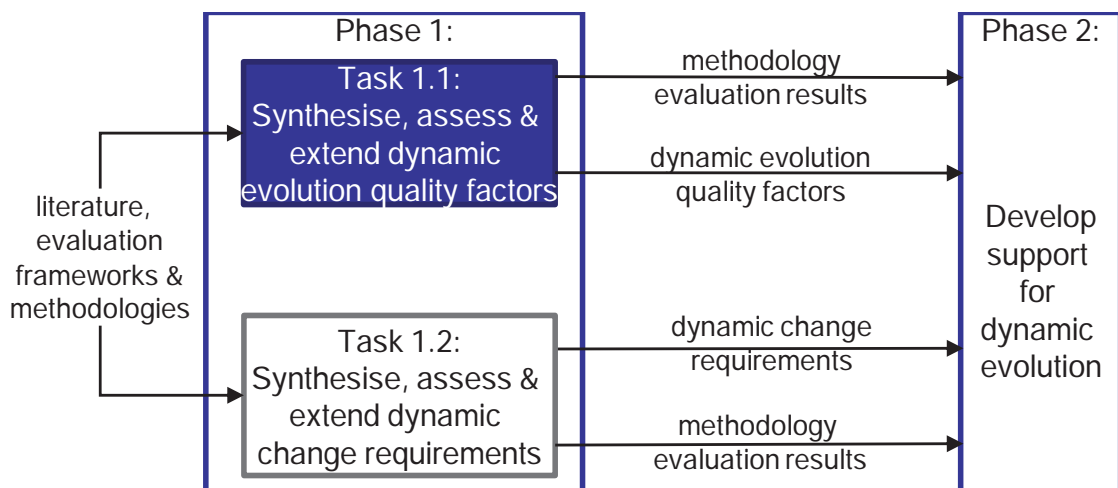 Phase 1:
Task 1.1:
Synthesise, assess &
extend dynamic
evolution quality factors
literature,
evaluation
frameworks &
methodologies
Task 1.2:
Synthesise, assess &
extend dynamic
change requirements
methodology
evaluation results
dynamic evolution
quality factors
dynamic change
requirements
methodology
evaluation results
Phase 2:
Develop
support
for
dynamic
evolution